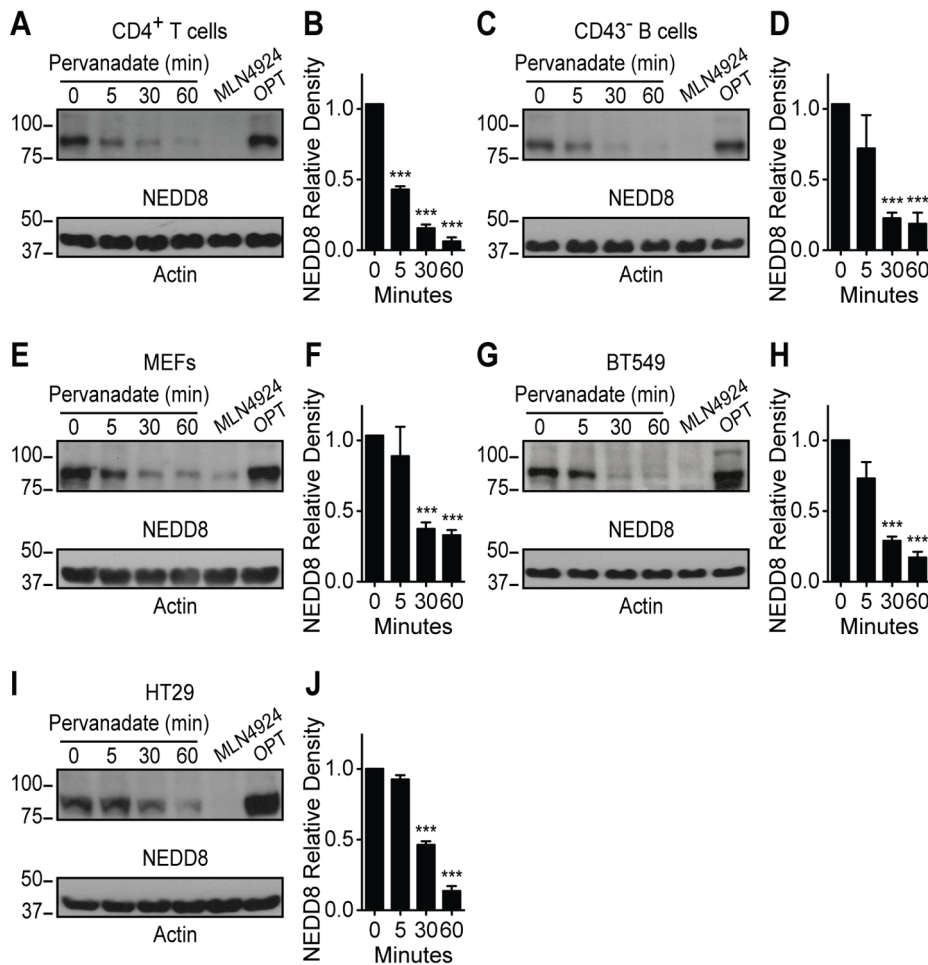 A
CD4⁺ T cells
Pervanadate (min)
0 5 30 60 MLN4924 OPT
100
75
NEDD8
50
37
Actin
B
NEDD8 Relative Density
1.0
0.5
0.0
***
***
***
0 5 30 60
Minutes
C
CD43⁻ B cells
Pervanadate (min)
0 5 30 60 MLN4924 OPT
100
75
NEDD8
50
37
Actin
D
NEDD8 Relative Density
1.0
0.5
0.0
*** ***
0 5 30 60
Minutes
E
MEFs
Pervanadate (min)
0 5 30 60 MLN4924 OPT
100
75
NEDD8
50
37
Actin
F
NEDD8 Relative Density
1.0
0.5
0.0
*** ***
0 5 30 60
Minutes
G
BT549
Pervanadate (min)
0 5 30 60 MLN4924 OPT
100
75
NEDD8
50
37
Actin
H
NEDD8 Relative Density
1.0
0.5
0.0
***
***
0 5 30 60
Minutes
I
HT29
Pervanadate (min)
0 5 30 60 MLN4924 OPT
100
75
NEDD8
50
37
Actin
J
NEDD8 Relative Density
1.0
0.5
0.0
***
***
0 5 30 60
Minutes